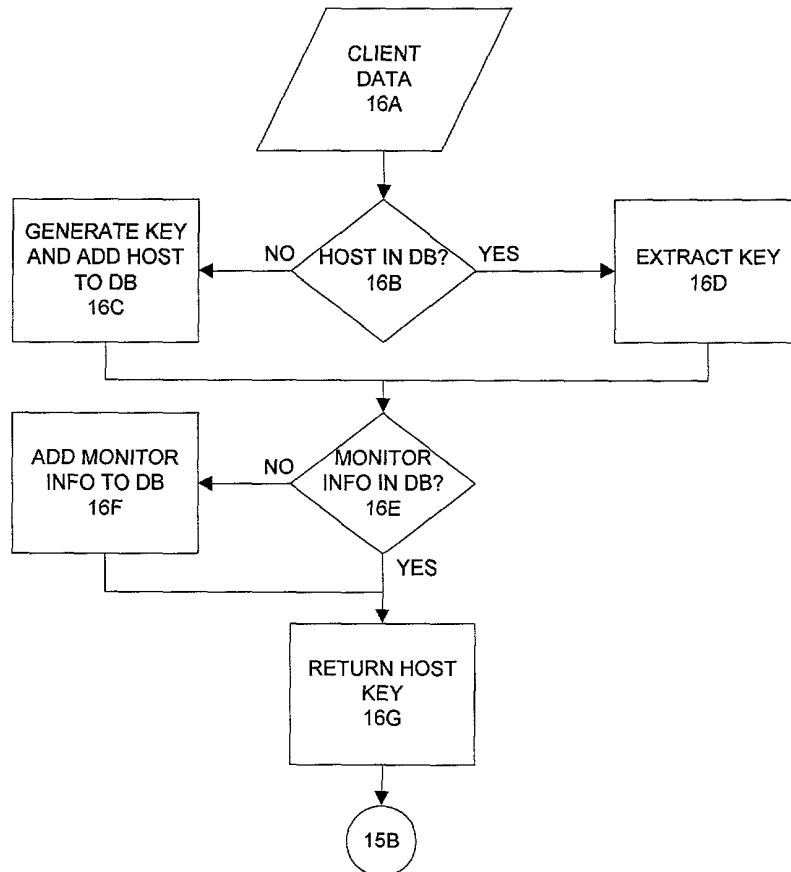 CLIENT
DATA
16A
GENERATE KEY
AND ADD HOST
TO DB
16C
NO
HOST IN DB?
16B
YES
EXTRACT KEY
16D
ADD MONITOR
INFO TO DB
16F
NO
MONITOR
INFO IN DB?
16E
YES
RETURN HOST
KEY
16G
15B